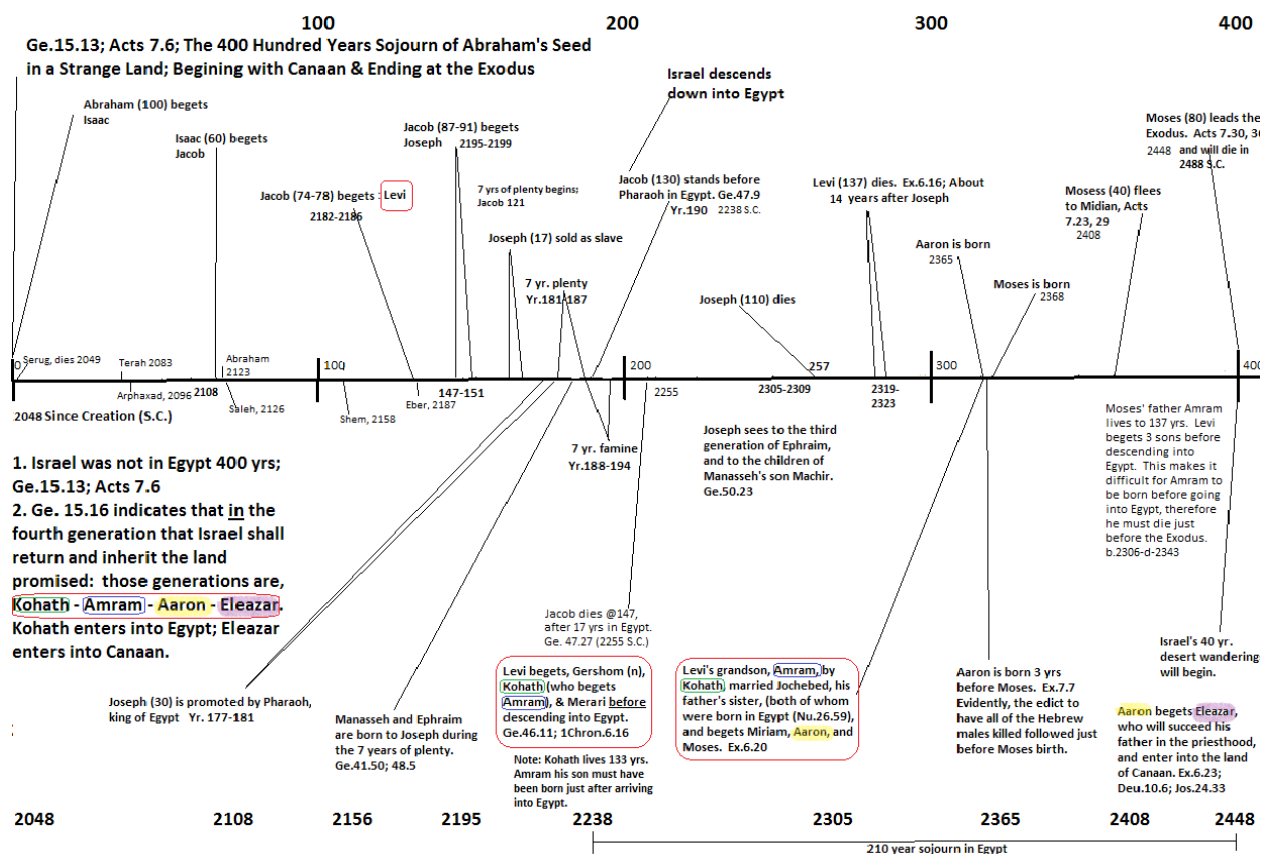 100
200
300
400
Ge.15.13; Acts 7.6; The 400 Hundred Years Sojourn of Abraham's Seed
in a Strange Land; Begining with Canaan & Ending at the Exodus
Abraham (100) begets
Isaac
Isaac (60) begets
Jacob
Jacob (87-91) begets
Joseph 2195-2199
Jacob (74-78) begets : Levi
2182-2186
7 yrs of plenty begins;
Jacob 121
Joseph (17) sold as slave
7 yr. plenty
Yr.181-187
Israel descends
down into Egypt
Jacob (130) stands before
Pharaoh in Egypt. Ge.47.9
Yr.190 2238 S.C.
Joseph (110) dies
Levi (137) dies. Ex.6.16; About
14 years after Joseph
Aaron is born
2365
Moses is born
2368
Mosess (40) flees
to Midian, Acts
7.23, 29
2408
Moses (80) leads the
Exodus. Acts 7.30, 36
2448 and will die in
2488 S.C.
0
Serug, dies 2049
Terah 2083
Abraham
2123
100
200
257
300
400
Arphaxad, 2096
2108
Saleh, 2126
Shem, 2158
Eber, 2187
147-151
2255
2305-2309
2319-
2323
2048 Since Creation (S.C.)
1. Israel was not in Egypt 400 yrs;
Ge.15.13; Acts 7.6
2. Ge. 15.16 indicates that in the
fourth generation that Israel shall
return and inherit the land
promised: those generations are,
Kohath - Amram - Aaron - Eleazar.
Kohath enters into Egypt; Eleazar
enters into Canaan.
7 yr. famine
Yr.188-194
Joseph sees to the third
generation of Ephraim,
and to the children of
Manasseh's son Machir.
Ge.50.23
Moses' father Amram
lives to 137 yrs. Levi
begets 3 sons before
descending into
Egypt. This makes it
difficult for Amram to
be born before going
into Egypt, therefore
he must die just
before the Exodus.
b.2306-d-2343
Joseph (30) is promoted by Pharaoh,
king of Egypt Yr. 177-181
Manasseh and Ephraim
are born to Joseph during
the 7 years of plenty.
Ge.41.50; 48.5
Jacob dies @147,
after 17 yrs in Egypt.
Ge. 47.27 (2255 S.C.)
Levi begets, Gershom (n),
Kohath (who begets
Amram), & Merari before
descending into Egypt.
Ge.46.11; 1Chron.6.16
Note: Kohath lives 133 yrs.
Amram his son must have
been born just after arriving
into Egypt.
Levi's grandson, Amram, by
Kohath, married Jochebed, his
father's sister, (both of whom
were born in Egypt (Nu.26.59),
and begets Miriam, Aaron, and
Moses. Ex.6.20
Aaron is born 3 yrs
before Moses. Ex.7.7
Evidently, the edict to
have all of the Hebrew
males killed followed just
before Moses birth.
Israel's 40 yr.
desert wandering
will begin.
Aaron begets Eleazar,
who will succeed his
father in the priesthood,
and enter into the land
of Canaan. Ex.6.23;
Deu.10.6; Jos.24.33
2048
2108
2156
2195
2238
2305
2365
2408
2448
210 year sojourn in Egypt